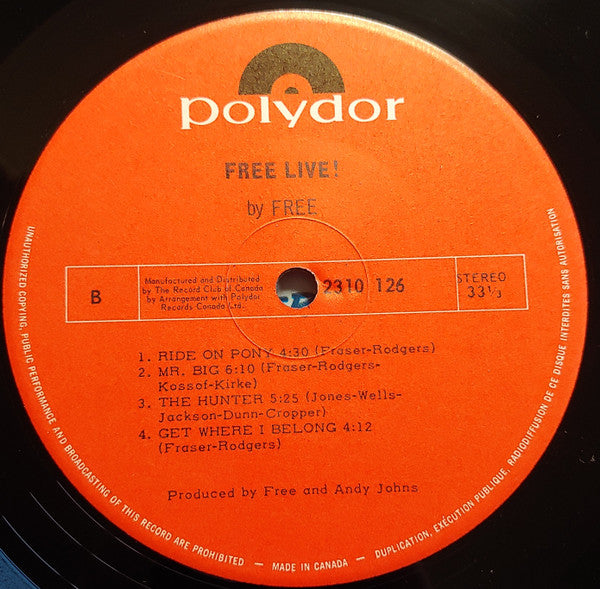 polydor
FREE LIVE!
by FREE
B
Manufactured and Distributed
by The Record Club of Canada
by Arrangement with Polydor
Records Canada Ltd.
2310 126
STEREO
33⅓
1. RIDE ON PONY 4:30 (Fraser-Rodgers)
2. MR. BIG 6:10 (Fraser-Rodgers-
Kossof-Kirke)
3. THE HUNTER 5:25 (Jones-Wells-
Jackson-Dunn-Cropper)
4. GET WHERE I BELONG 4:12
(Fraser-Rodgers)
Produced by Free and Andy Johns
UNAUTHORIZED COPYING, PUBLIC PERFORMANCE AND BROADCASTING OF THIS RECORD ARE PROHIBITED – MADE IN CANADA – DUPLICATION, EXÉCUTION PUBLIQUE, RADIODIFFUSION DE CE DISQUE INTERDITES SANS AUTORISATION